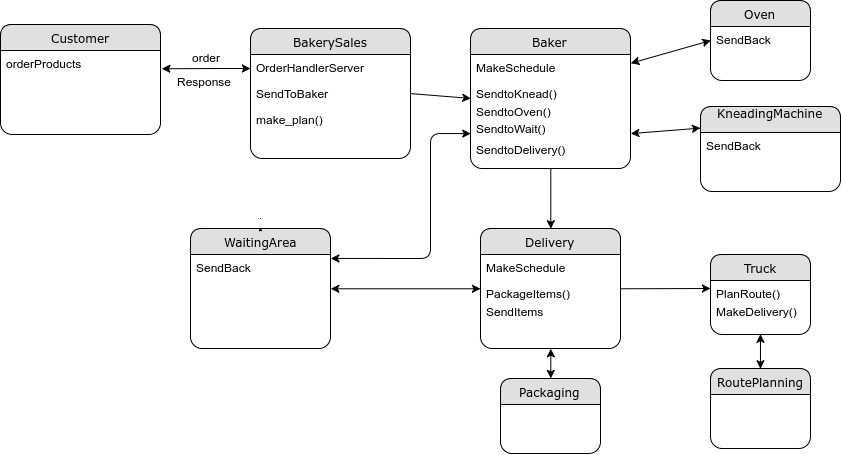 Customer
orderProducts
order
Response
BakerySales
OrderHandlerServer
SendToBaker
make_plan()
Baker
MakeSchedule
SendtoKnead()
SendtoOven()
SendtoWait()
SendtoDelivery()
Oven
SendBack
KneadingMachine
SendBack
WaitingArea
SendBack
Delivery
MakeSchedule
PackageItems()
SendItems
Truck
PlanRoute()
MakeDelivery()
Packaging
RoutePlanning